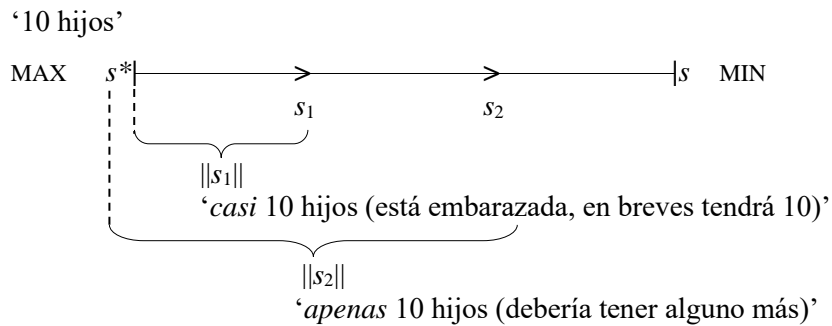 ‘10 hijos’
MAX s* s MIN
s₁ s₂
||s₁||
‘casi 10 hijos (está embarazada, en breves tendrá 10)’
||s₂||
‘apenas 10 hijos (debería tener alguno más)’